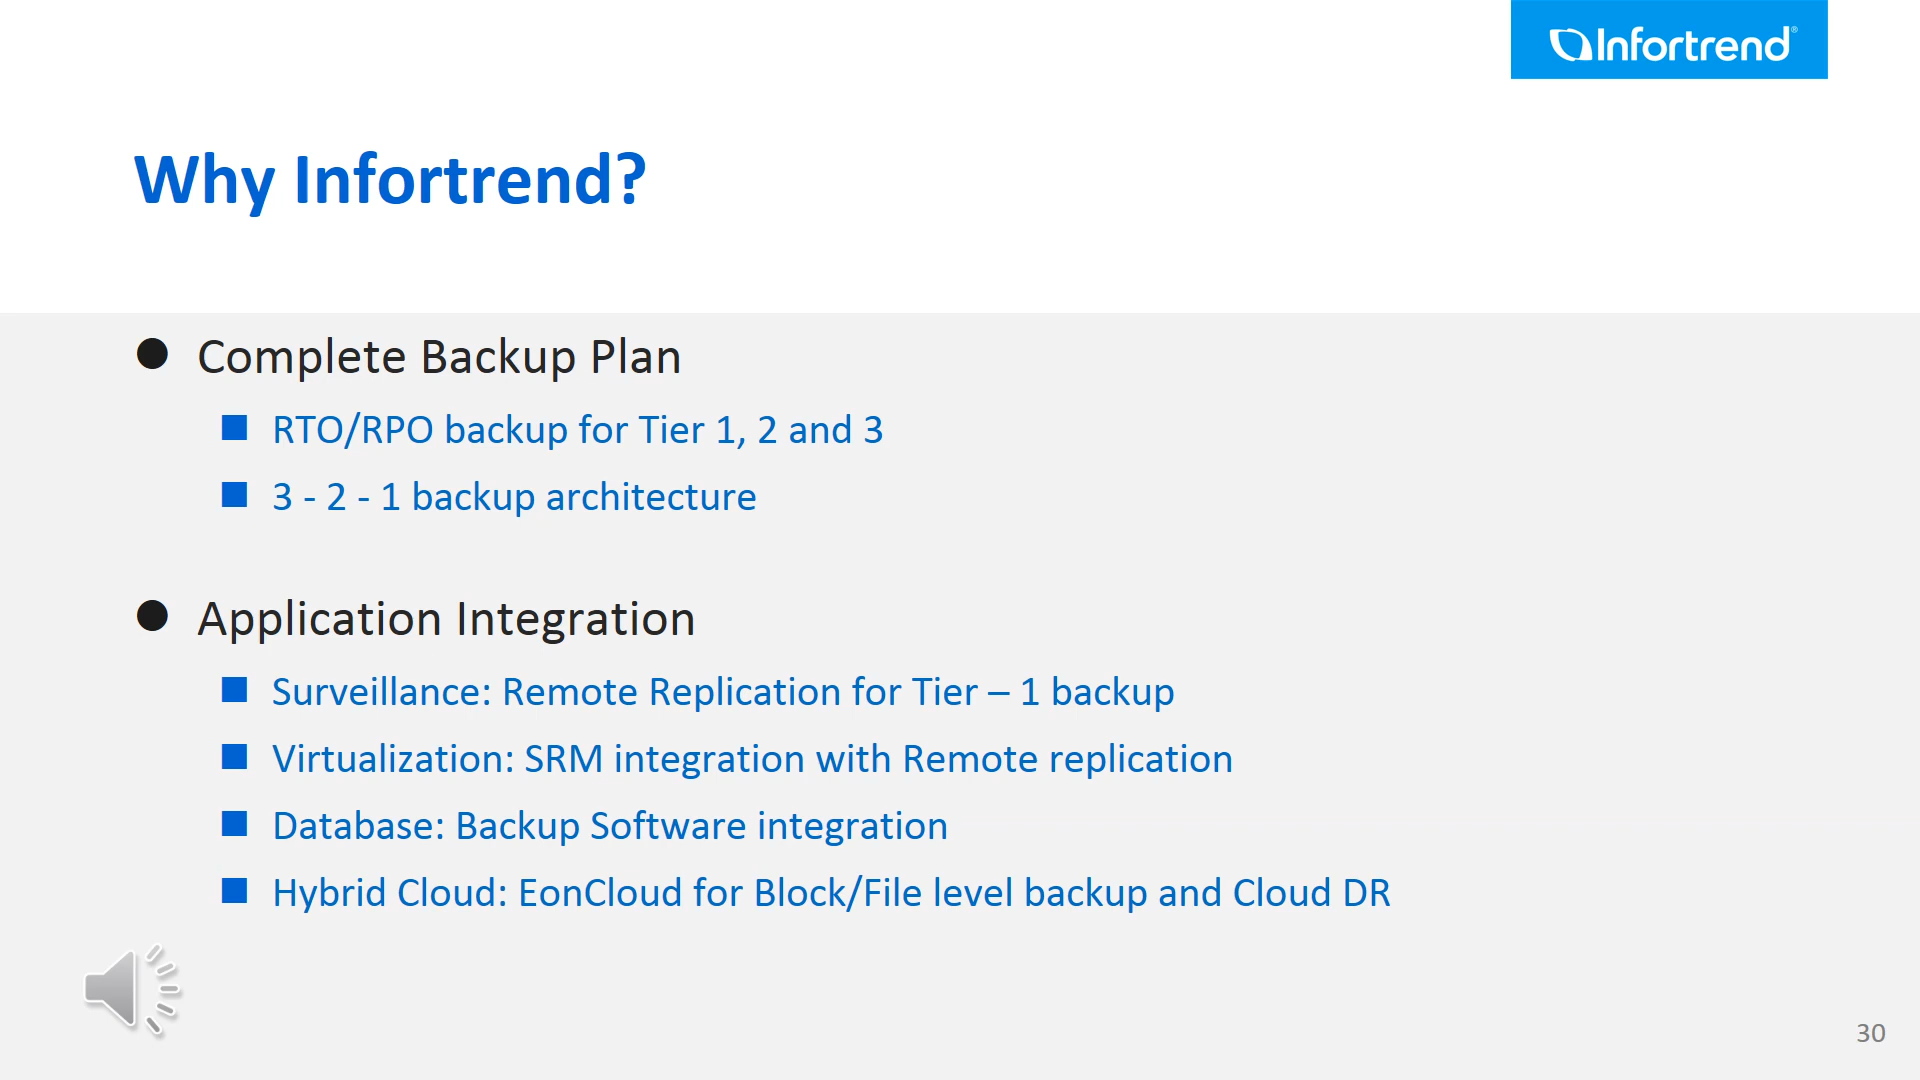 Infortrend®
Why Infortrend?
Complete Backup Plan
RTO/RPO backup for Tier 1, 2 and 3
3 - 2 - 1 backup architecture
Application Integration
Surveillance: Remote Replication for Tier – 1 backup
Virtualization: SRM integration with Remote replication
Database: Backup Software integration
Hybrid Cloud: EonCloud for Block/File level backup and Cloud DR
30